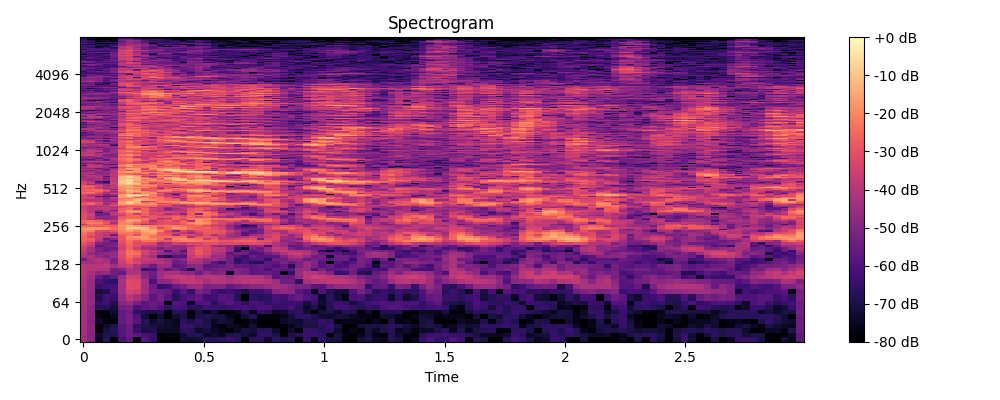 Spectrogram
Hz
4096
2048
1024
512
256
128
64
0
0
0.5
1
1.5
2
2.5
Time
+0 dB
-10 dB
-20 dB
-30 dB
-40 dB
-50 dB
-60 dB
-70 dB
-80 dB